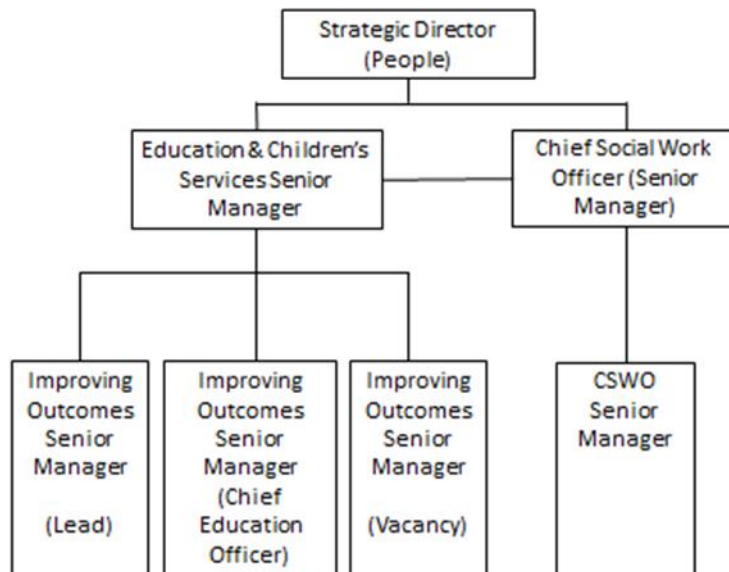 Strategic Director
(People)
Education & Children’s
Services Senior
Manager
Chief Social Work
Officer (Senior
Manager)
Improving
Outcomes
Senior
Manager
(Lead)
Improving
Outcomes
Senior
Manager
(Chief
Education
Officer)
Improving
Outcomes
Senior
Manager
(Vacancy)
CSWO
Senior
Manager